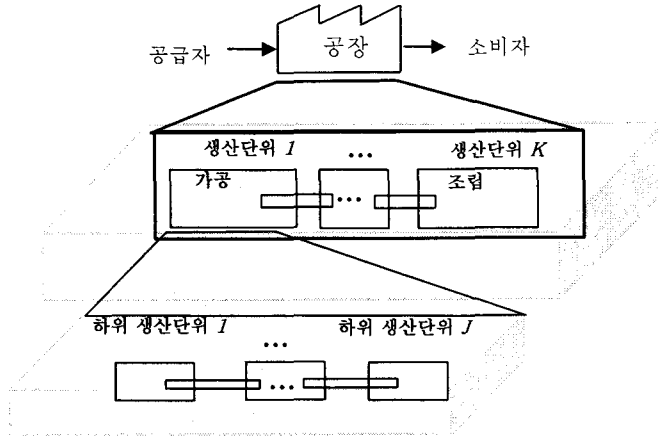 공급자 공장 소비자
생산단위 1 ... 생산단위 K
가공 ... 조립
하위 생산단위 1 ... 하위 생산단위 J
...